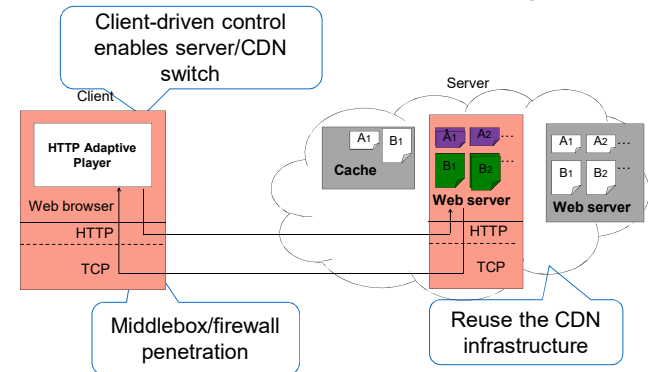 Client-driven control
enables server/CDN
switch
Client
Server
HTTP Adaptive
Player
Web browser
HTTP
TCP
A1
B1
Cache
A1
A2
...
B1
B2
Web server
HTTP
TCP
A1
A2
...
B1
B2
Web server
Middlebox/firewall
penetration
Reuse the CDN
infrastructure